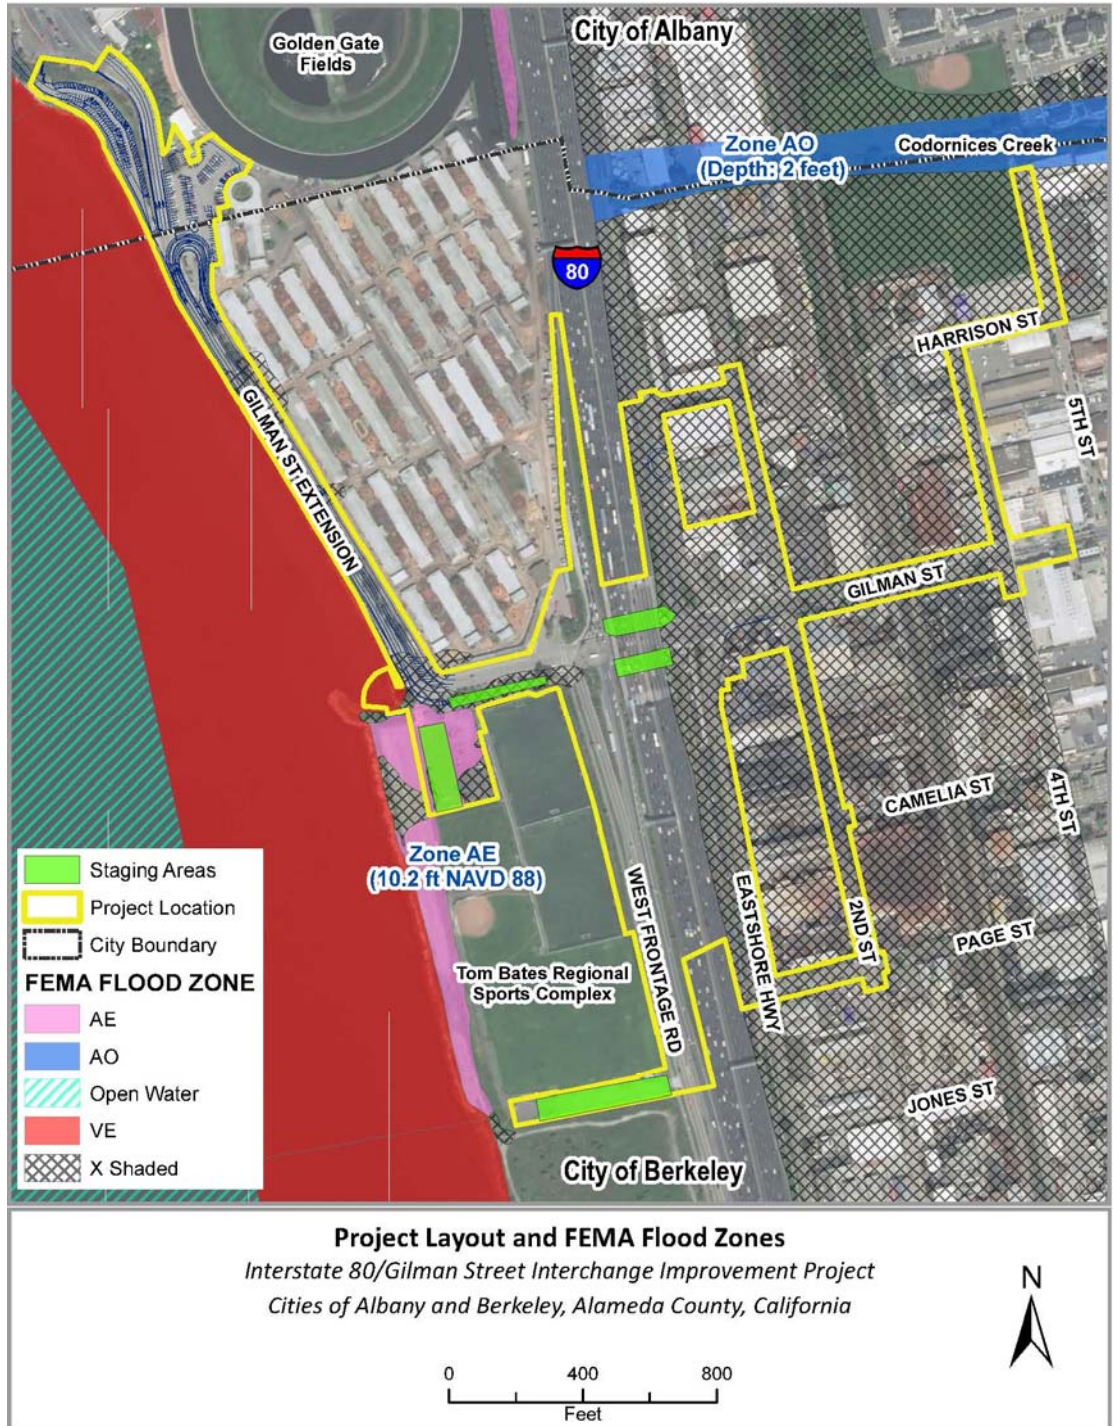 City of Albany
Golden Gate
Fields
Zone AO
(Depth: 2 feet)
Codornices Creek
80
HARRISON ST
5TH ST
GILMAN ST EXTENSION
GILMAN ST
CAMELIA ST
4TH ST
Zone AE
(10.2 ft NAVD 88)
WEST FRONTAGE RD
EASTSHORE HWY
2ND ST
PAGE ST
Tom Bates Regional
Sports Complex
JONES ST
City of Berkeley
Staging Areas
Project Location
City Boundary
FEMA FLOOD ZONE
AE
AO
Open Water
VE
X Shaded
Project Layout and FEMA Flood Zones
Interstate 80/Gilman Street Interchange Improvement Project
Cities of Albany and Berkeley, Alameda County, California
N
0 400 800
Feet